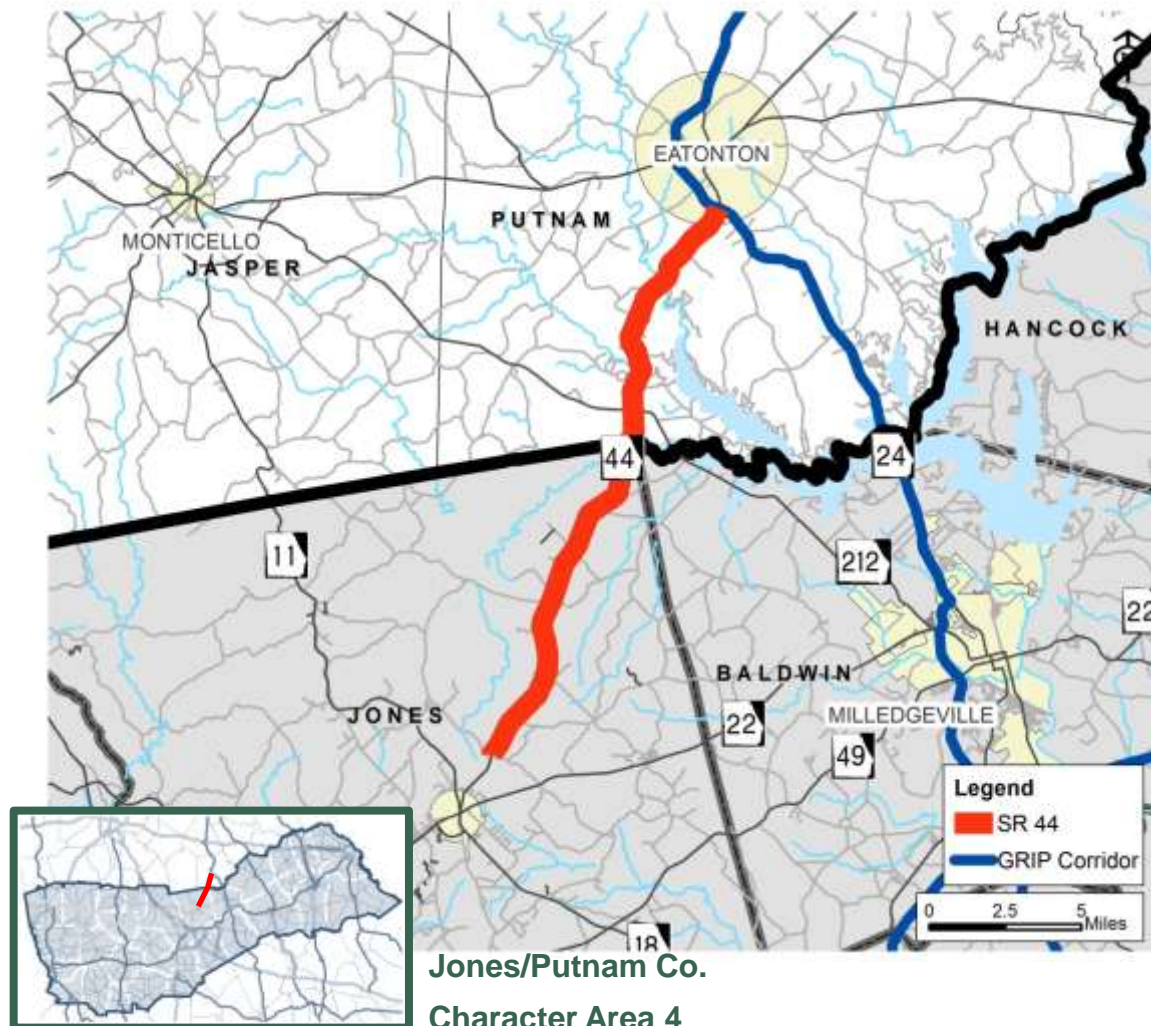 EATONTON
PUTNAM
MONTICELLO
JASPER
HANCOCK
44
24
11
212
22
BALDWIN
JONES
22
MILLEDGEVILLE
49
Legend
SR 44
GRIP Corridor
0 2.5 5
Miles
18
Jones/Putnam Co.
Character Area 4